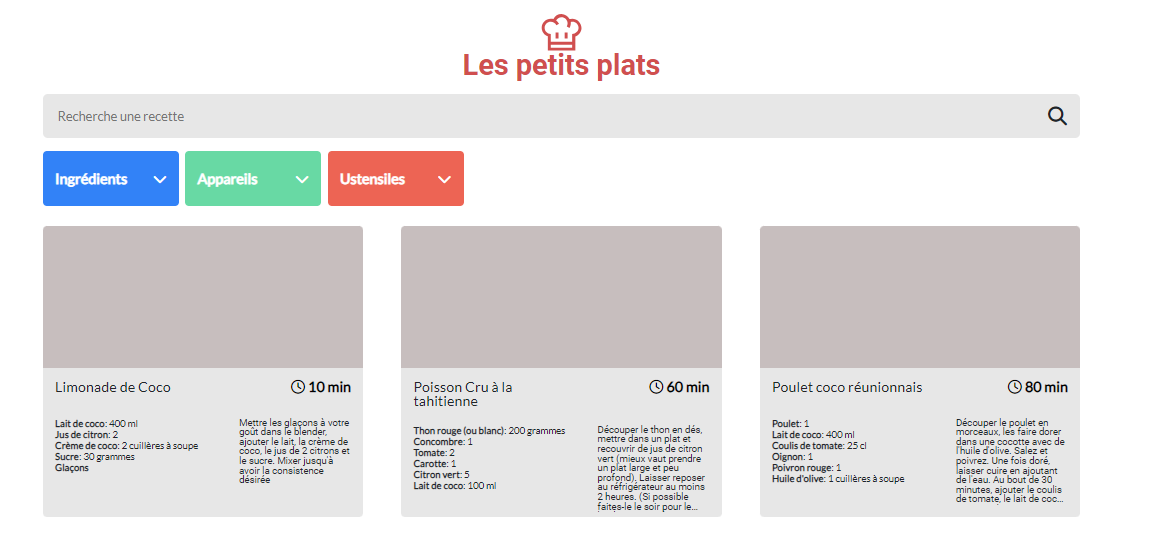 Les petits plats
Recherche une recette
Ingrédients
Appareils
Ustensiles
Limonade de Coco
10 min
Lait de coco: 400 ml
Jus de citron: 2
Crème de coco: 2 cuillères à soupe
Sucre: 30 grammes
Glaçons
Mettre les glaçons à votre
goût dans le blender,
ajouter le lait, la crème de
coco, le jus de 2 citrons et
le sucre. Mixer jusqu'à
avoir la consistence
désirée
Poisson Cru à la
tahitienne
60 min
Thon rouge (ou blanc): 200 grammes
Concombre: 1
Tomate: 2
Carotte: 1
Citron vert: 5
Lait de coco: 100 ml
Découper le thon en dés,
mettre dans un plat et
recouvrir de jus de citron
vert (mieux vaut prendre
un plat large et peu
profond), Laisser reposer
au réfrigérateur au moins
2 heures. (Si possible
faites-le le soir pour le...
Poulet coco réunionnais
80 min
Poulet: 1
Lait de coco: 400 ml
Coulis de tomate: 25 cl
Oignon: 1
Poivron rouge: 1
Huile d'olive: 1 cuillères à soupe
Découper le poulet en
morceaux, les faire dorer
dans une cocotte avec de
l'huile d'olive. Salez et
poivrez. Une fois doré,
laisser cuire en ajoutant
de l'eau. Au bout de 30
minutes, ajouter le coulis
de tomate, le lait de coc...